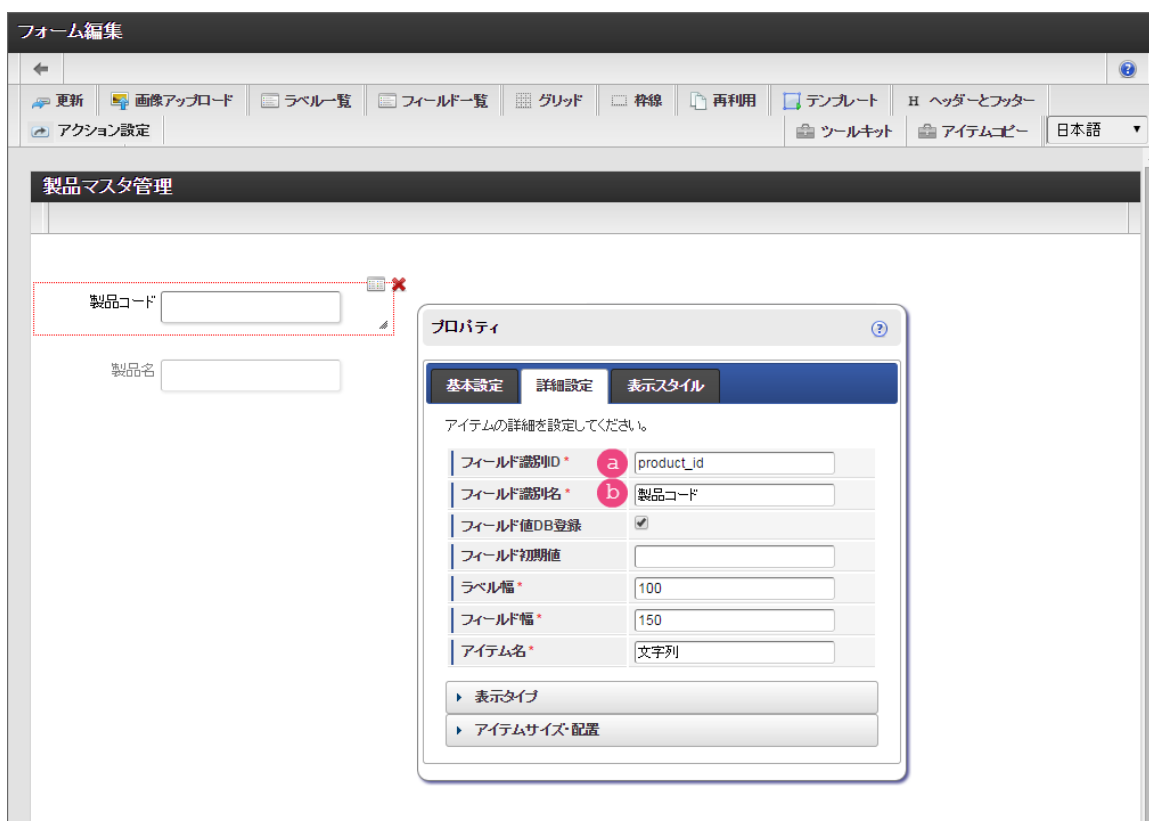 フォーム編集
更新 画像アップロード ラベル一覧 フィールド一覧 グリッド 枠線 再利用 テンプレート H ヘッダーとフッター
アクション設定 ツールキット アイテムコピー 日本語
製品マスタ管理
製品コード
製品名
プロパティ
基本設定 詳細設定 表示スタイル
アイテムの詳細を設定してください。
フィールド識別ID * a product_id
フィールド識別名 * b 製品コード
フィールド値DB登録
フィールド初期値
ラベル幅 * 100
フィールド幅 * 150
アイテム名 * 文字列
表示タイプ
アイテムサイズ・配置